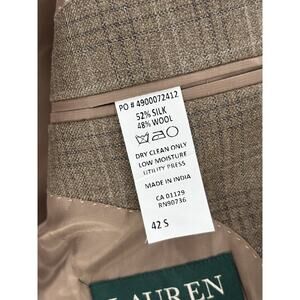 PO # 4900072412
52% SILK
48% WOOL
DRY CLEAN ONLY
LOW MOISTURE
UTILITY PRESS
MADE IN INDIA
CA 01129
RN90736
42 S
LAUREN